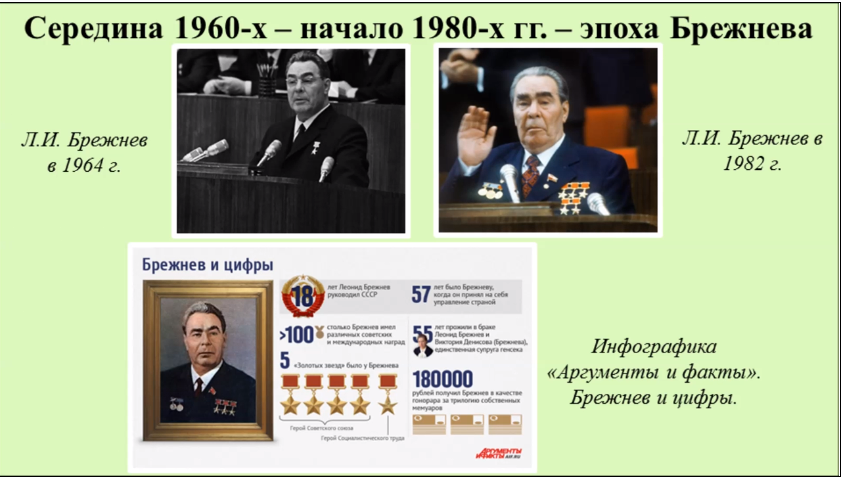 Середина 1960-х – начало 1980-х гг. – эпоха Брежнева
Л.И. Брежнев
в 1964 г.
Л.И. Брежнев в
1982 г.
Брежнев и цифры
18
лет Леонид Брежнев
руководил СССР
57
лет было Брежневу,
когда он принял на себя
управление страной
>100
столько Брежнев имел
различных советских
и международных наград
55
лет прожили в браке
Леонид Брежнев и
Виктория Денисова (Брежнева),
единственная супруга генсека
5
«Золотых звезд» было у Брежнева
Герой Советского союза
Герой Социалистического труда
180000
рублей получил Брежнев в качестве
гонорара за трилогию собственных
мемуаров
АРГУМЕНТЫ
И ФАКТЫ AIF.RU
Инфографика
«Аргументы и факты».
Брежнев и цифры.